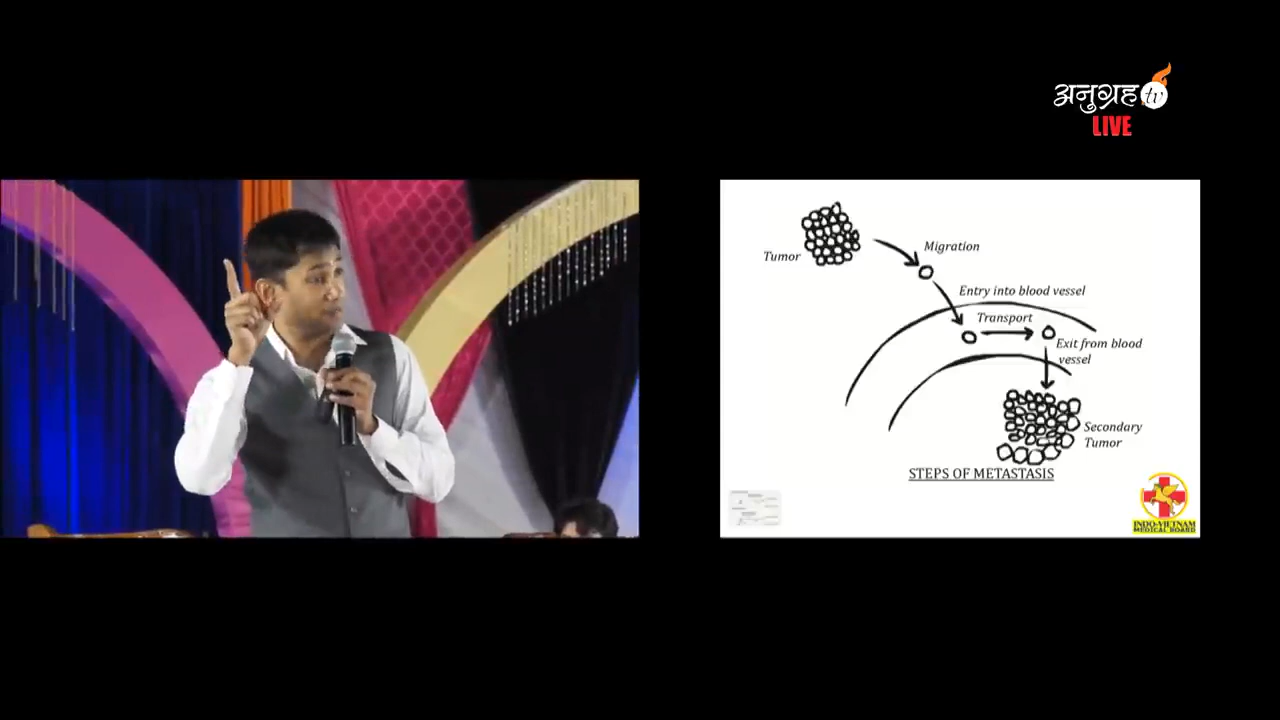 अनुग्रह tv
LIVE
Tumor
Migration
Entry into blood vessel
Transport
Exit from blood
vessel
Secondary
Tumor
STEPS OF METASTASIS
INDO-VIETNAM
MEDICAL BOARD